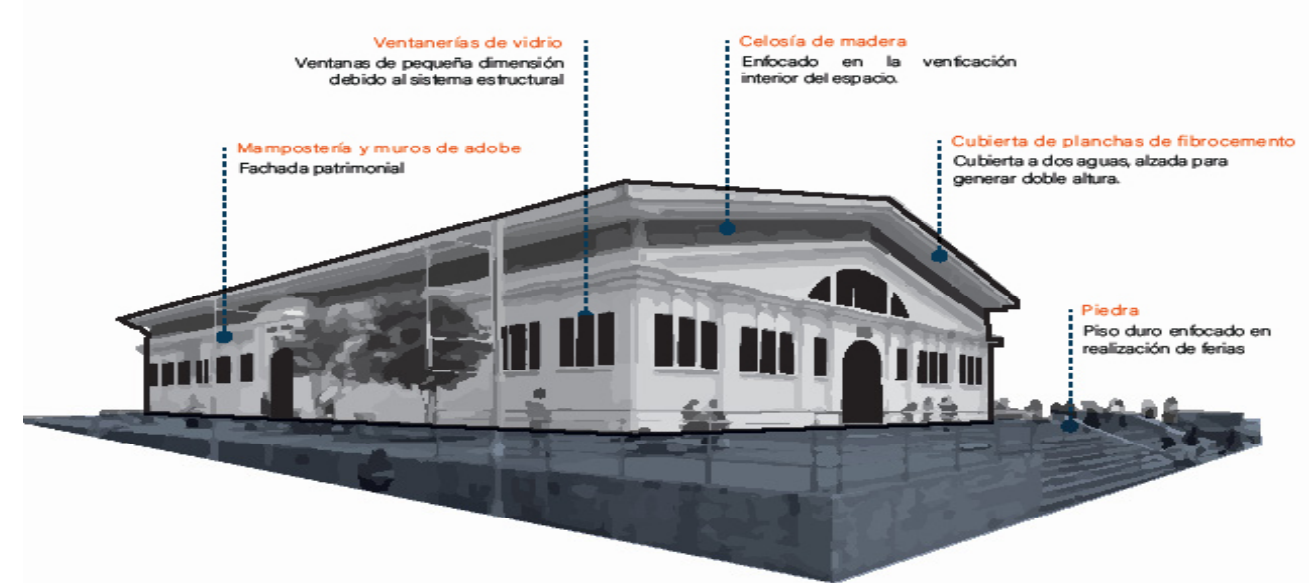 Ventanerías de vidrio
Ventanas de pequeña dimensión
debido al sistema estructural
Celosía de madera
Enfocado en la venticación
interior del espacio.
Mampostería y muros de adobe
Fachada patrimonial
Cubierta de planchas de fibrocemento
Cubierta a dos aguas, alzada para
generar doble altura.
Piedra
Piso duro enfocado en
realización de ferias